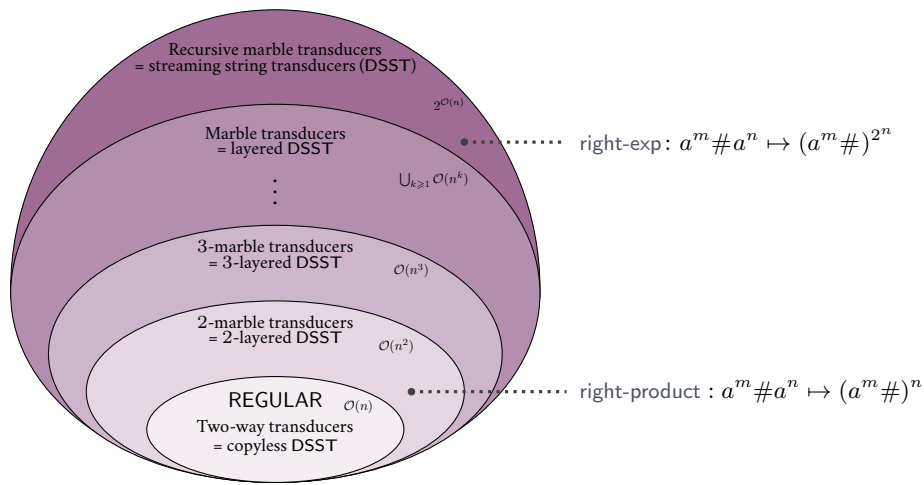 Recursive marble transducers
= streaming string transducers (DSST)
2^{𝒪(n)}
Marble transducers
= layered DSST
right-exp: a^m#a^n ↦ (a^m#)^{2^n}
⋃_{k⩾1} 𝒪(n^k)
⋮
3-marble transducers
= 3-layered DSST
𝒪(n^3)
2-marble transducers
= 2-layered DSST
𝒪(n^2)
right-product : a^m#a^n ↦ (a^m#)^n
REGULAR
𝒪(n)
Two-way transducers
= copyless DSST